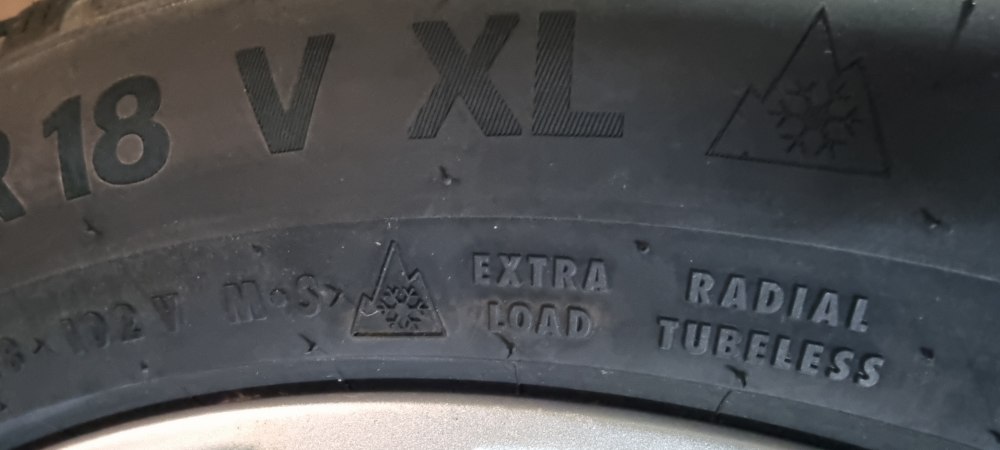 R18 V XL
102 V M•S
EXTRA
LOAD
RADIAL
TUBELESS